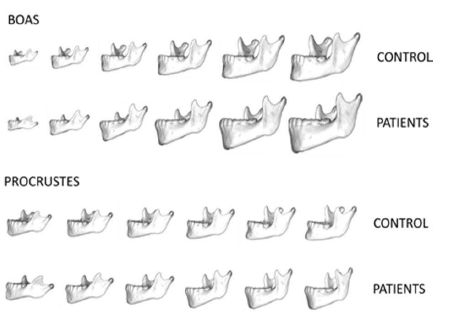 BOAS
CONTROL
PATIENTS
PROCRUSTES
CONTROL
PATIENTS